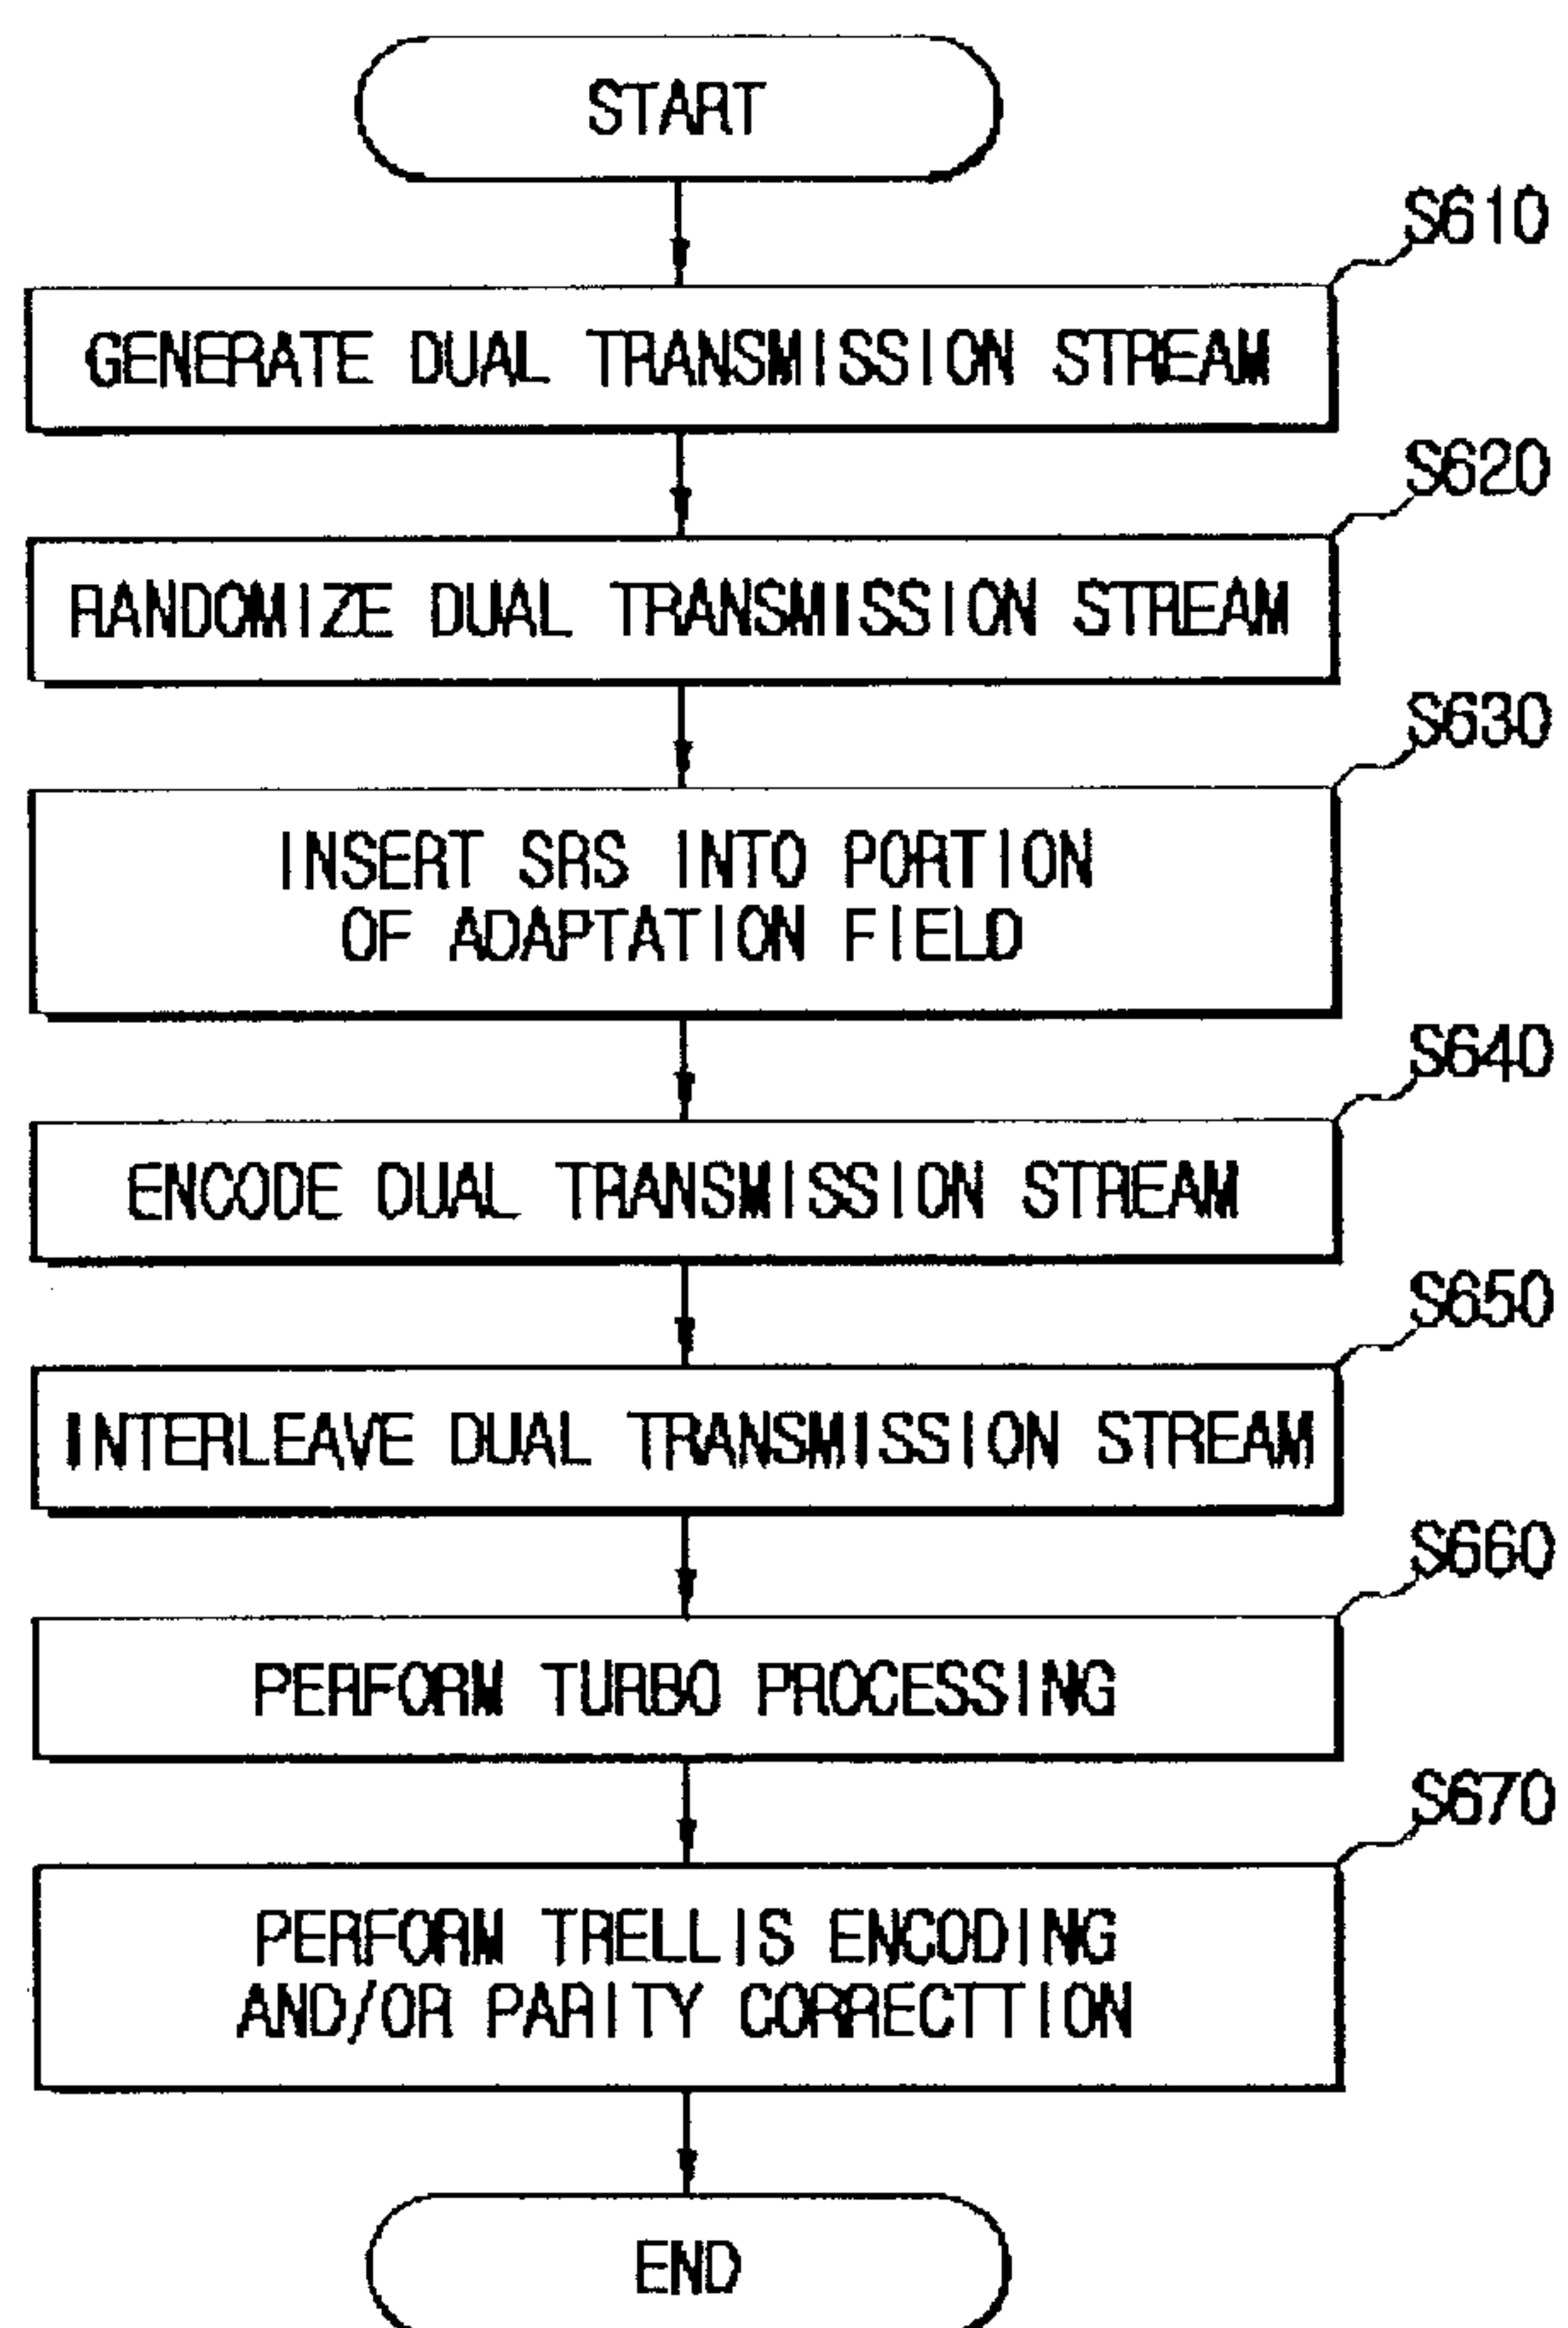 START
S610
GENERATE DUAL TRANSMISSION STREAM
S620
RANDOMIZE DUAL TRANSMISSION STREAM
S630
INSERT SRS INTO PORTION
OF ADAPTATION FIELD
S640
ENCODE DUAL TRANSMISSION STREAM
S650
INTERLEAVE DUAL TRANSMISSION STREAM
S660
PERFORM TURBO PROCESSING
S670
PERFORM TRELLIS ENCODING
AND/OR PARITY CORRECTTION
END